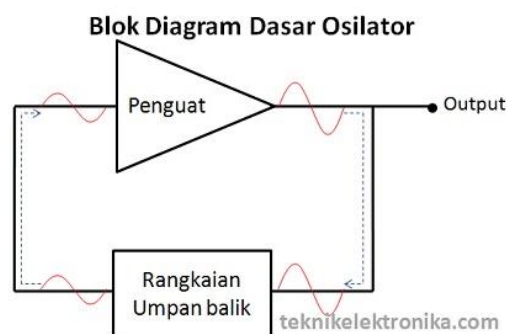 Blok Diagram Dasar Osilator
Penguat
Output
Rangkaian
Umpan balik
teknikelektronika.com